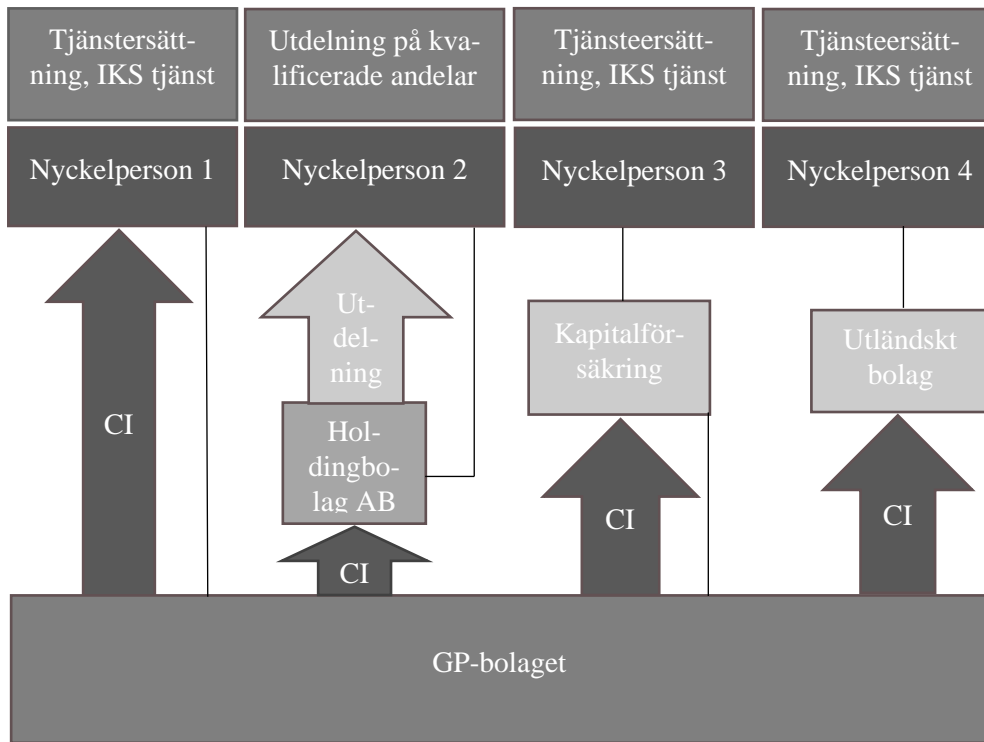 Tjänstersätt-
ning, IKS tjänst
Utdelning på kva-
lificerade andelar
Tjänsteersätt-
ning, IKS tjänst
Tjänsteersätt-
ning, IKS tjänst
Nyckelperson 1
Nyckelperson 2
Nyckelperson 3
Nyckelperson 4
Ut-
del-
ning
Kapitalför-
säkring
Utländskt
bolag
CI
Hol-
dingbo-
lag AB
CI
CI
CI
GP-bolaget